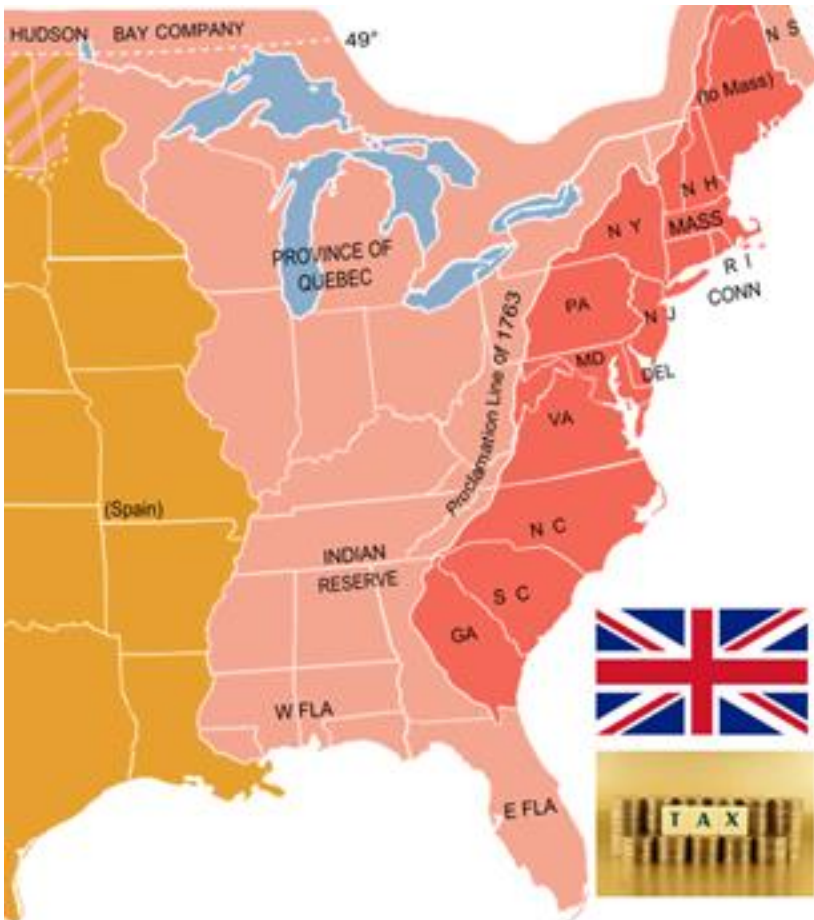 HUDSON BAY COMPANY
49°
N S
(to Mass)
N H
N Y
MASS
R I
CONN
PROVINCE OF
QUEBEC
PA
N J
MD
DEL
Proclamation Line of 1763
VA
(Spain)
N C
INDIAN
RESERVE
S C
GA
W FLA
E FLA
TAX